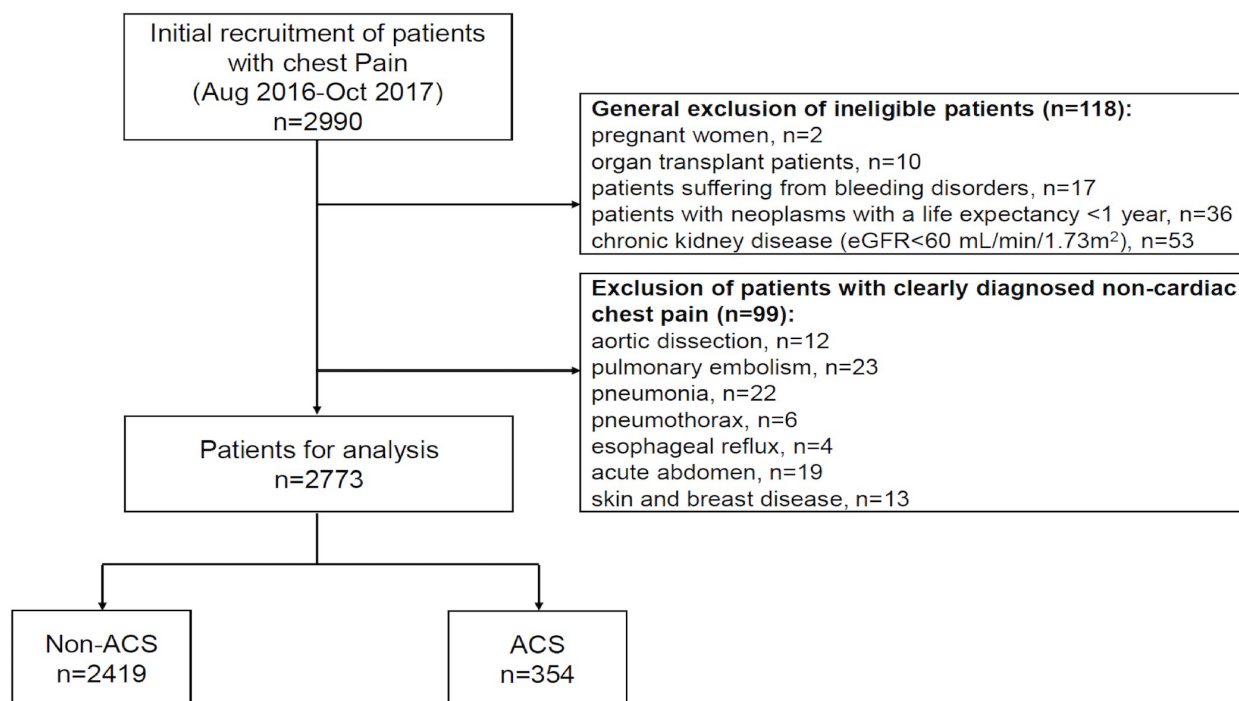 Initial recruitment of patients
with chest Pain
(Aug 2016-Oct 2017)
n=2990
General exclusion of ineligible patients (n=118):
pregnant women, n=2
organ transplant patients, n=10
patients suffering from bleeding disorders, n=17
patients with neoplasms with a life expectancy <1 year, n=36
chronic kidney disease (eGFR<60 mL/min/1.73m²), n=53
Exclusion of patients with clearly diagnosed non-cardiac
chest pain (n=99):
aortic dissection, n=12
pulmonary embolism, n=23
pneumonia, n=22
pneumothorax, n=6
esophageal reflux, n=4
acute abdomen, n=19
skin and breast disease, n=13
Patients for analysis
n=2773
Non-ACS
n=2419
ACS
n=354